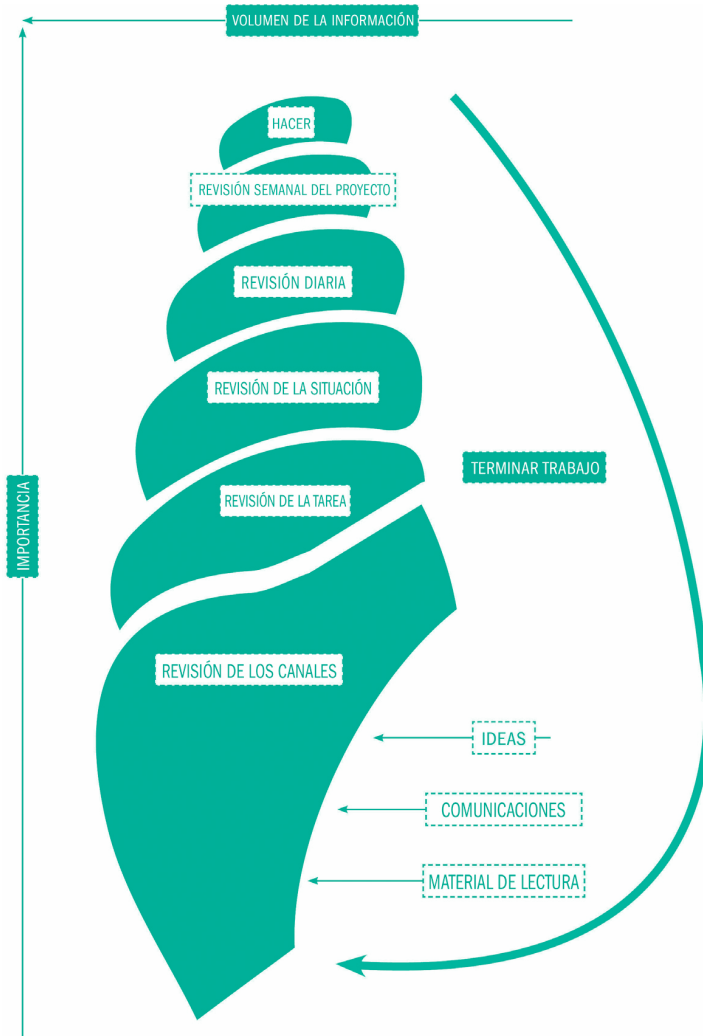 VOLUMEN DE LA INFORMACIÓN
HACER
REVISIÓN SEMANAL DEL PROYECTO
REVISIÓN DIARIA
REVISIÓN DE LA SITUACIÓN
TERMINAR TRABAJO
REVISIÓN DE LA TAREA
IMPORTANCIA
REVISIÓN DE LOS CANALES
IDEAS
COMUNICACIONES
MATERIAL DE LECTURA